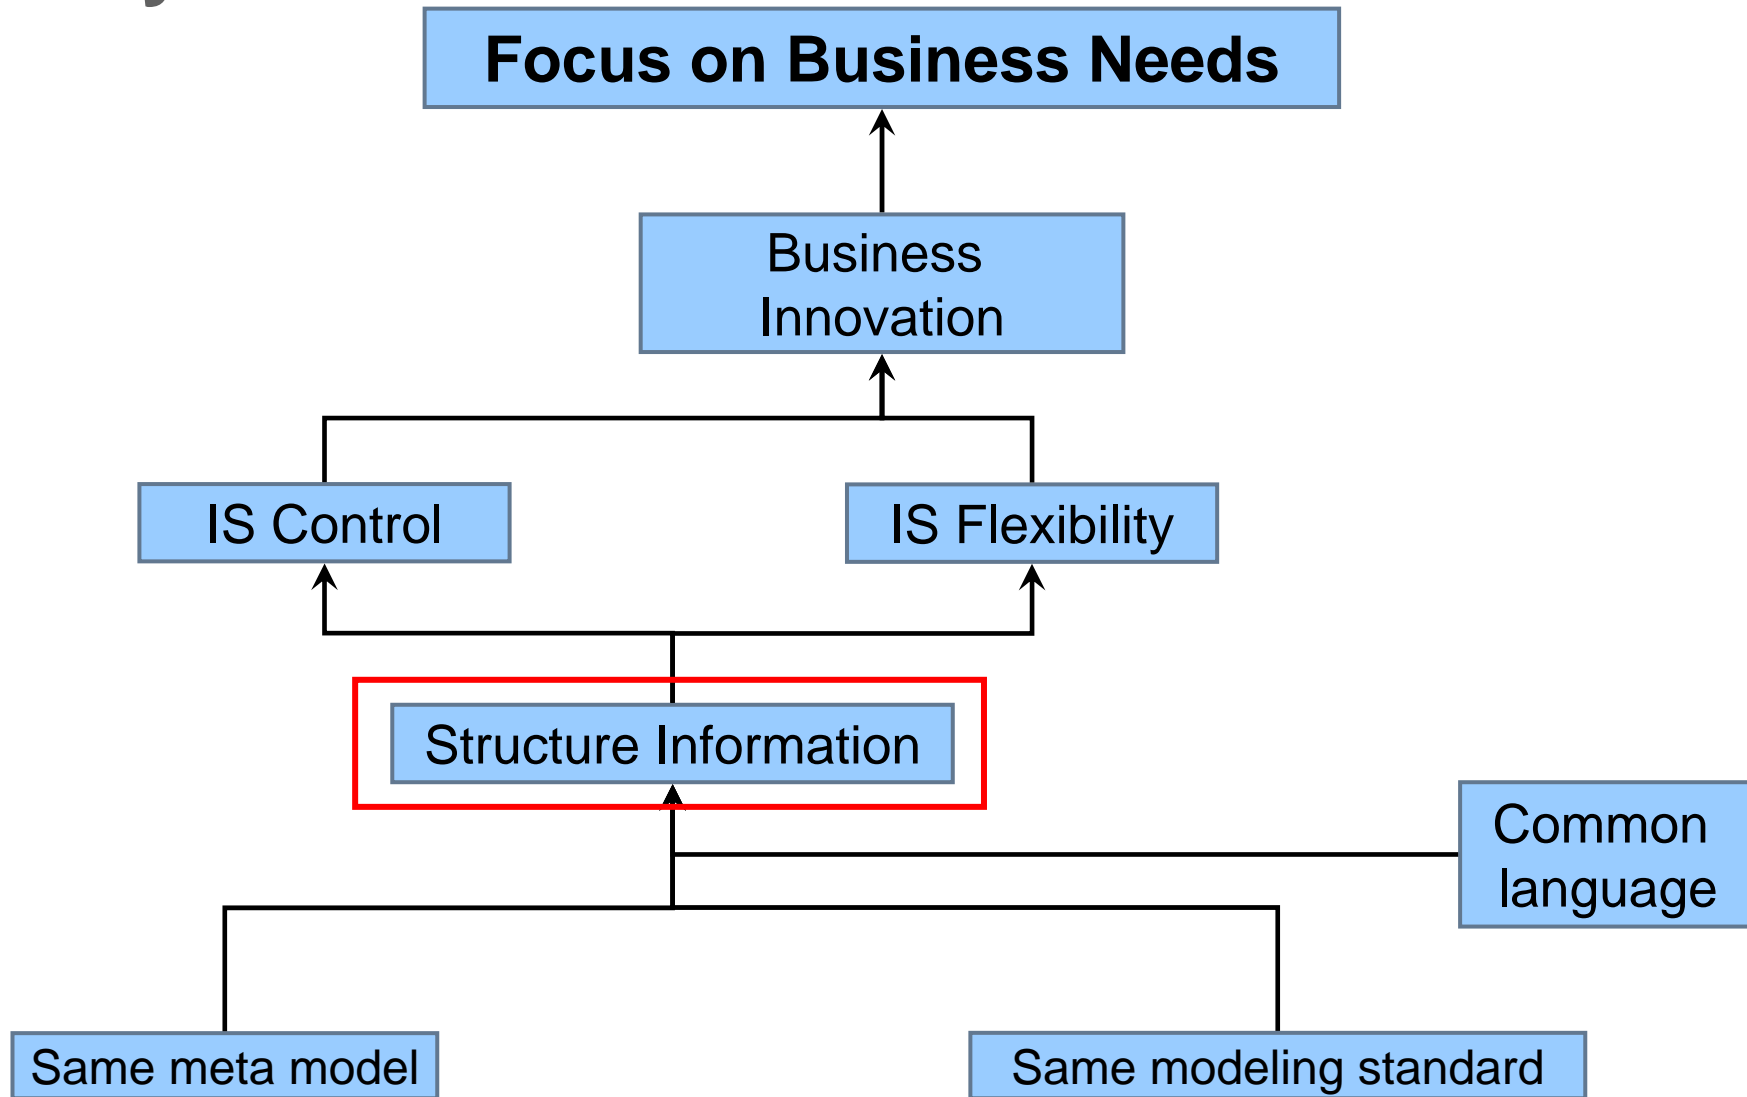 Focus on Business Needs
Business
Innovation
IS Control
IS Flexibility
Structure Information
Common
language
Same meta model
Same modeling standard